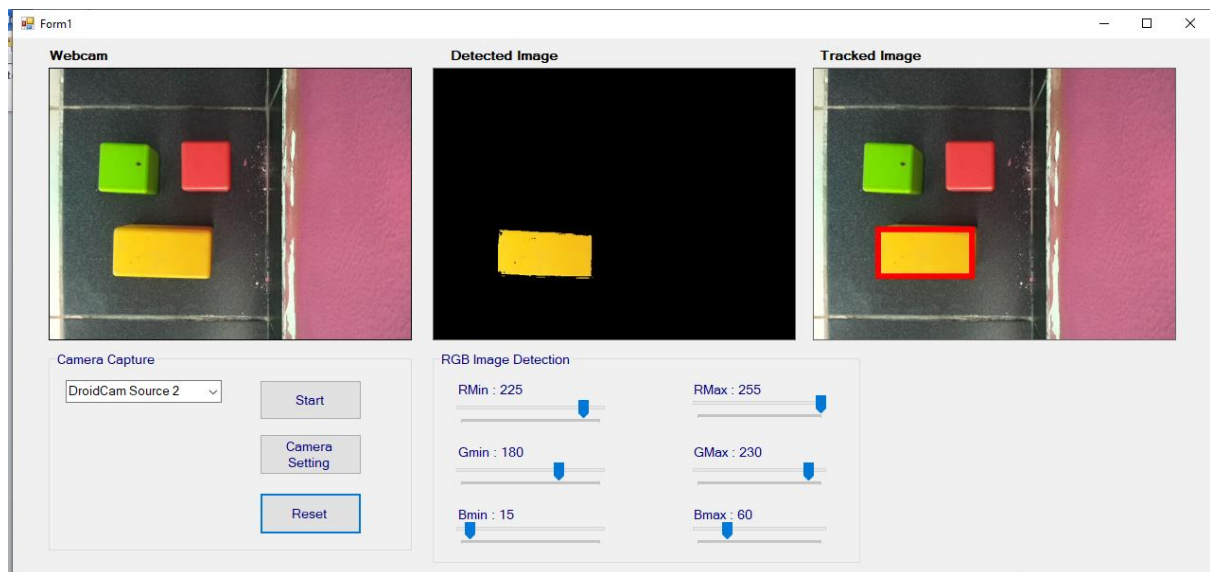 Form1
Webcam
Detected Image
Tracked Image
Camera Capture
DroidCam Source 2
Start
Camera
Setting
Reset
RGB Image Detection
RMin : 225
RMax : 255
Gmin : 180
GMax : 230
Bmin : 15
Bmax : 60